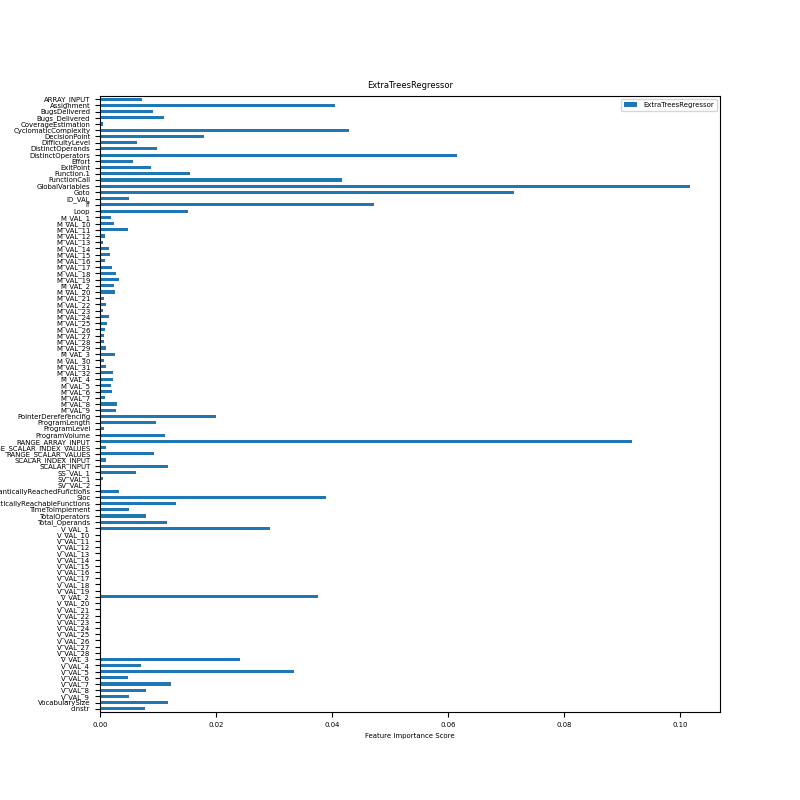 ExtraTreesRegressor
ExtraTreesRegressor
ARRAY_INPUT
Assignment
BugsDelivered
Bugs_Delivered
CoverageEstimation
CyclomaticComplexity
DecisionPoint
DifficultyLevel
DistinctOperands
DistinctOperators
Effort
ExitPoint
Function.1
FunctionCall
GlobalVariables
Goto
ID_VAL
If
Loop
M_VAL_1
M_VAL_10
M_VAL_11
M_VAL_12
M_VAL_13
M_VAL_14
M_VAL_15
M_VAL_16
M_VAL_17
M_VAL_18
M_VAL_19
M_VAL_2
M_VAL_20
M_VAL_21
M_VAL_22
M_VAL_23
M_VAL_24
M_VAL_25
M_VAL_26
M_VAL_27
M_VAL_28
M_VAL_29
M_VAL_3
M_VAL_30
M_VAL_31
M_VAL_32
M_VAL_4
M_VAL_5
M_VAL_6
M_VAL_7
M_VAL_8
M_VAL_9
PointerDereferencing
ProgramLength
ProgramLevel
ProgramVolume
RANGE_ARRAY_INPUT
E_SCALAR_INDEX_VALUES
RANGE_SCALAR_VALUES
SCALAR_INDEX_INPUT
SCALAR_INPUT
SS_VAL_1
SV_VAL_1
SV_VAL_2
anticallyReachedFunctions
Sloc
ticallyReachableFunctions
TimeToImplement
TotalOperators
Total_Operands
V_VAL_1
V_VAL_10
V_VAL_11
V_VAL_12
V_VAL_13
V_VAL_14
V_VAL_15
V_VAL_16
V_VAL_17
V_VAL_18
V_VAL_19
V_VAL_2
V_VAL_20
V_VAL_21
V_VAL_22
V_VAL_23
V_VAL_24
V_VAL_25
V_VAL_26
V_VAL_27
V_VAL_28
V_VAL_3
V_VAL_4
V_VAL_5
V_VAL_6
V_VAL_7
V_VAL_8
V_VAL_9
VocabularySize
cinstr
0.00 0.02 0.04 0.06 0.08 0.10
Feature Importance Score